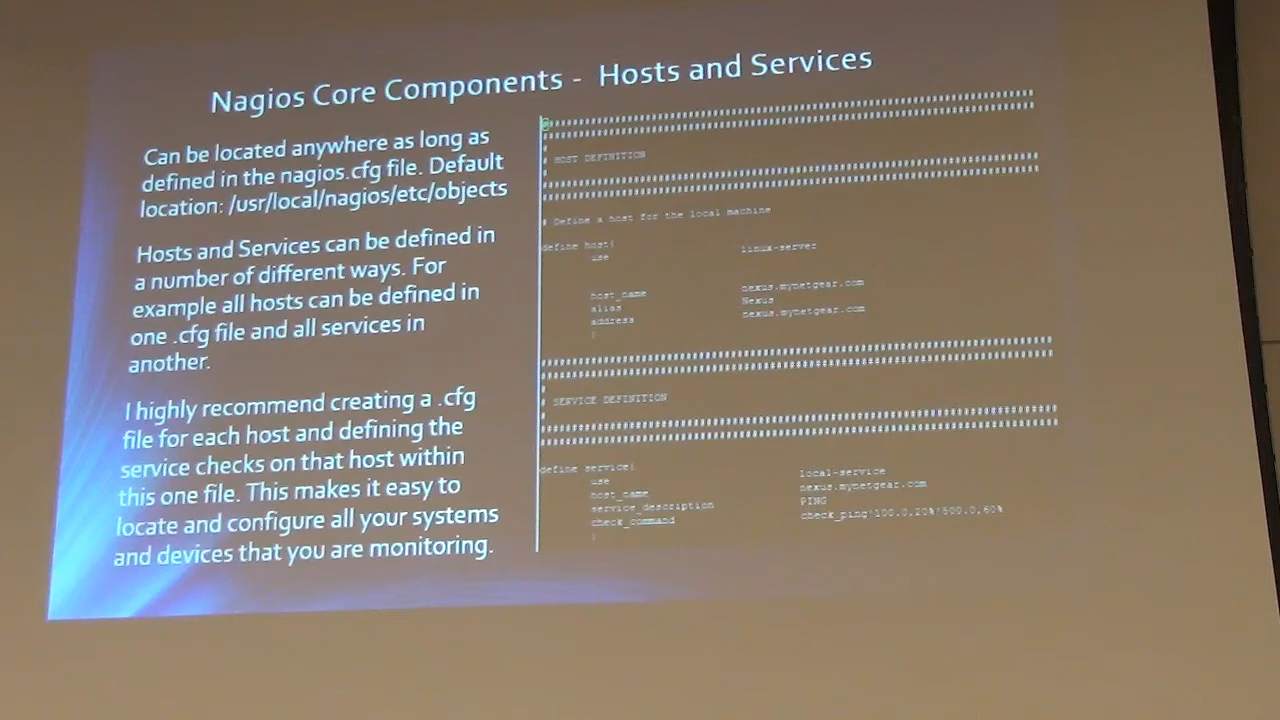 Nagios Core Components - Hosts and Services
Can be located anywhere as long as
defined in the nagios.cfg file. Default
location: /usr/local/nagios/etc/objects
Hosts and Services can be defined in
a number of different ways. For
example all hosts can be defined in
one .cfg file and all services in
another.
I highly recommend creating a .cfg
file for each host and defining the
service checks on that host within
this one file. This makes it easy to
locate and configure all your systems
and devices that you are monitoring.
# HOST DEFINITION
# Define a host for the local machine
define host{
use linux-server
host_name nexus.mynetgear.com
alias Nexus
address nexus.mynetgear.com
}
# SERVICE DEFINITION
define service{
use local-service
host_name nexus.mynetgear.com
service_description PING
check_command check_ping!100.0,20%!500.0,60%
}